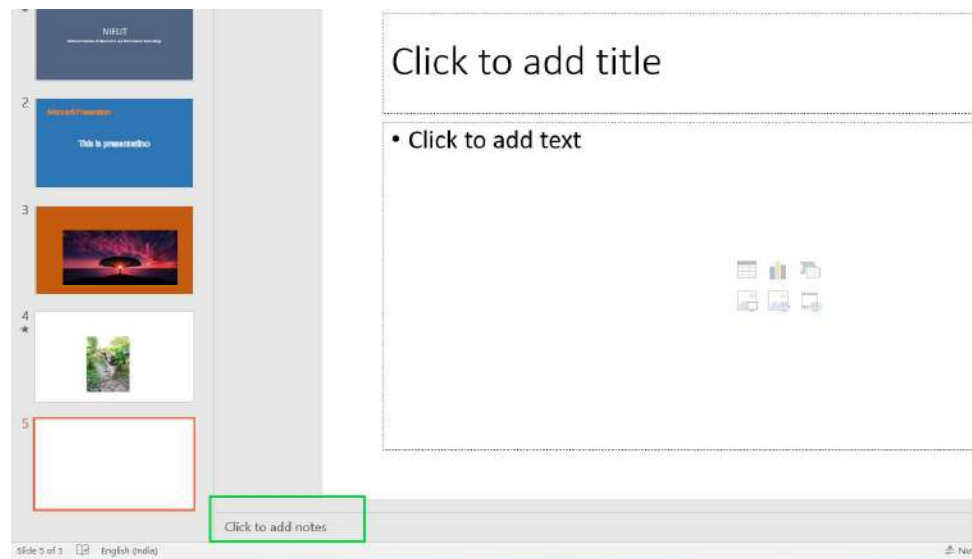 NIELIT
2
Microsoft Presentation
This is presentatino
3
4
5
Click to add title
• Click to add text
Click to add notes
Slide 5 of 5
English (India)